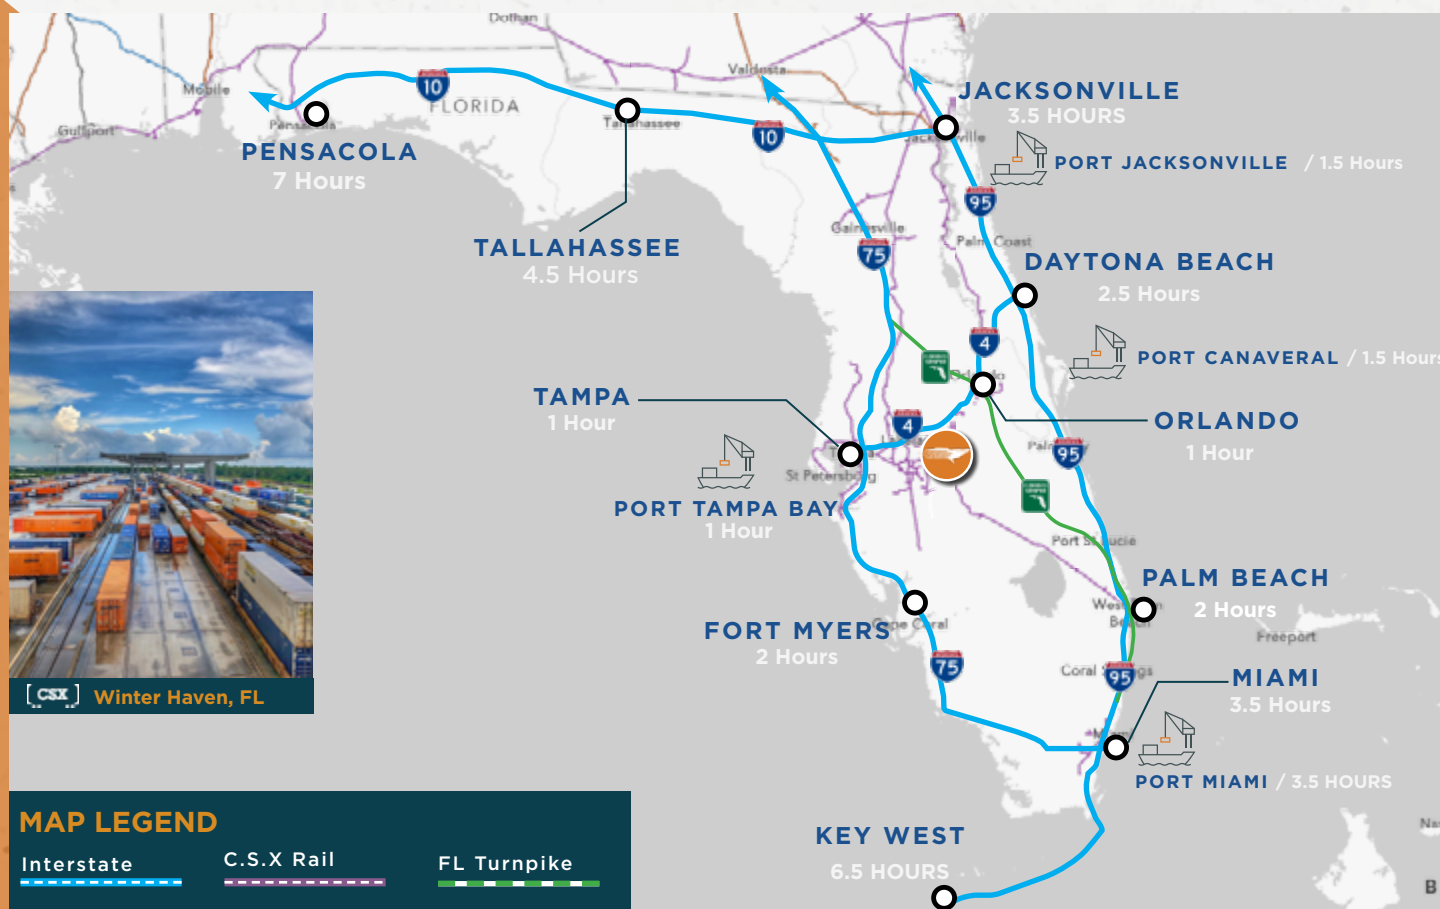 Dothan
Valdosta
Mobile
10
FLORIDA
JACKSONVILLE
3.5 HOURS
Gulfport
Tallahassee
10
PENSACOLA
7 Hours
PORT JACKSONVILLE / 1.5 Hours
95
Gainesville
Palm Coast
TALLAHASSEE
4.5 Hours
75
DAYTONA BEACH
2.5 Hours
4
PORT CANAVERAL / 1.5 Hours
TAMPA
1 Hour
4
ORLANDO
1 Hour
95
St Petersburg
PORT TAMPA BAY
1 Hour
Port St Lucie
PALM BEACH
2 Hours
Freeport
FORT MYERS
2 Hours
Cape Coral
75
Coral Springs
95
MIAMI
3.5 Hours
CSX Winter Haven, FL
PORT MIAMI / 3.5 HOURS
KEY WEST
6.5 HOURS
MAP LEGEND
Interstate
C.S.X Rail
FL Turnpike
Nas
B